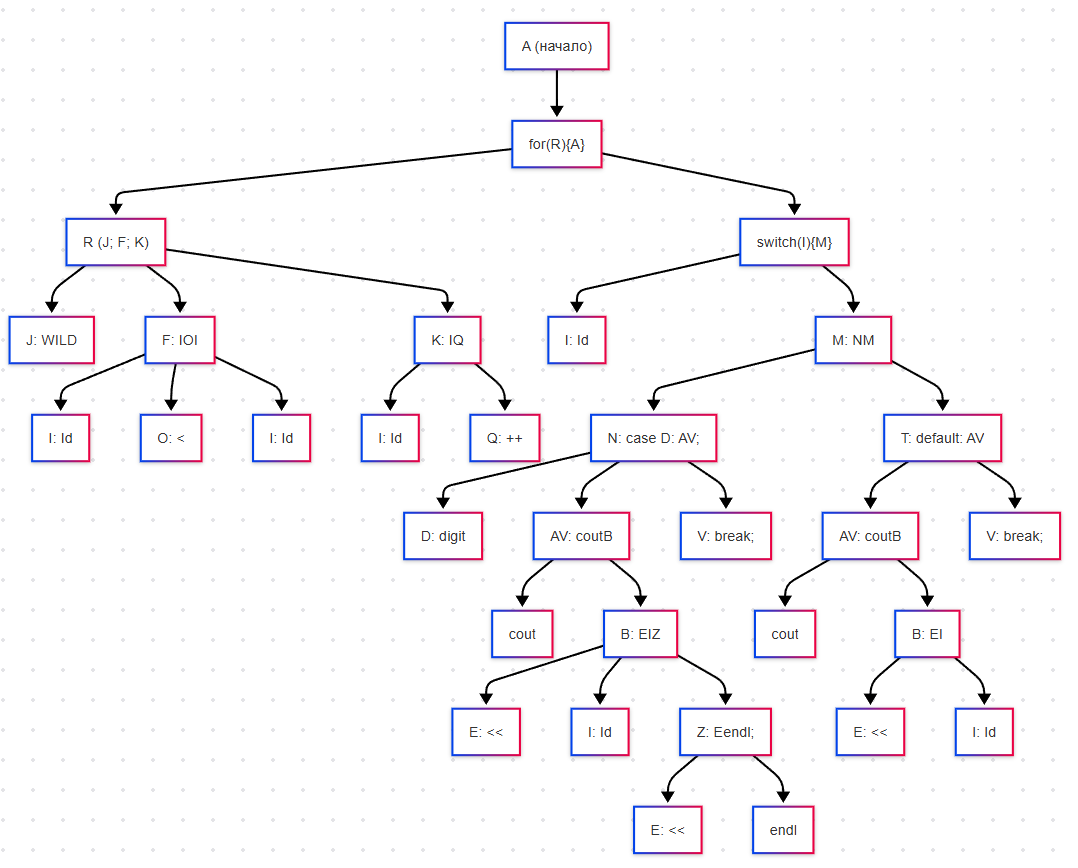 A (начало)
for(R){A}
R (J; F; K)
switch(I){M}
J: WILD
F: IOI
K: IQ
I: Id
M: NM
I: Id
O: <
I: Id
I: Id
Q: ++
N: case D: AV;
T: default: AV
D: digit
AV: coutB
V: break;
AV: coutB
V: break;
cout
B: EIZ
cout
B: EI
E: <<
I: Id
Z: Eendl;
E: <<
I: Id
E: <<
endl